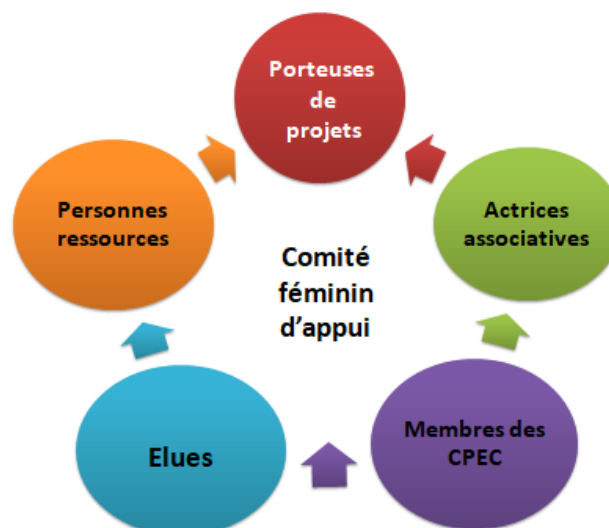 Porteuses
de
projets
Personnes
ressources
Actrices
associatives
Comité
féminin
d'appui
Elues
Membres des
CPEC